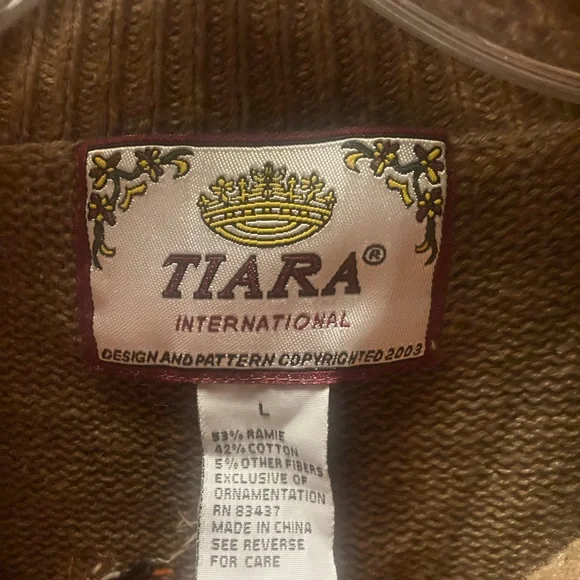 TIARA®
INTERNATIONAL
DESIGN AND PATTERN COPYRIGHTED 2003
L
53% RAMIE
42% COTTON
5% OTHER FIBERS
EXCLUSIVE OF
ORNAMENTATION
RN 83437
MADE IN CHINA
SEE REVERSE
FOR CARE